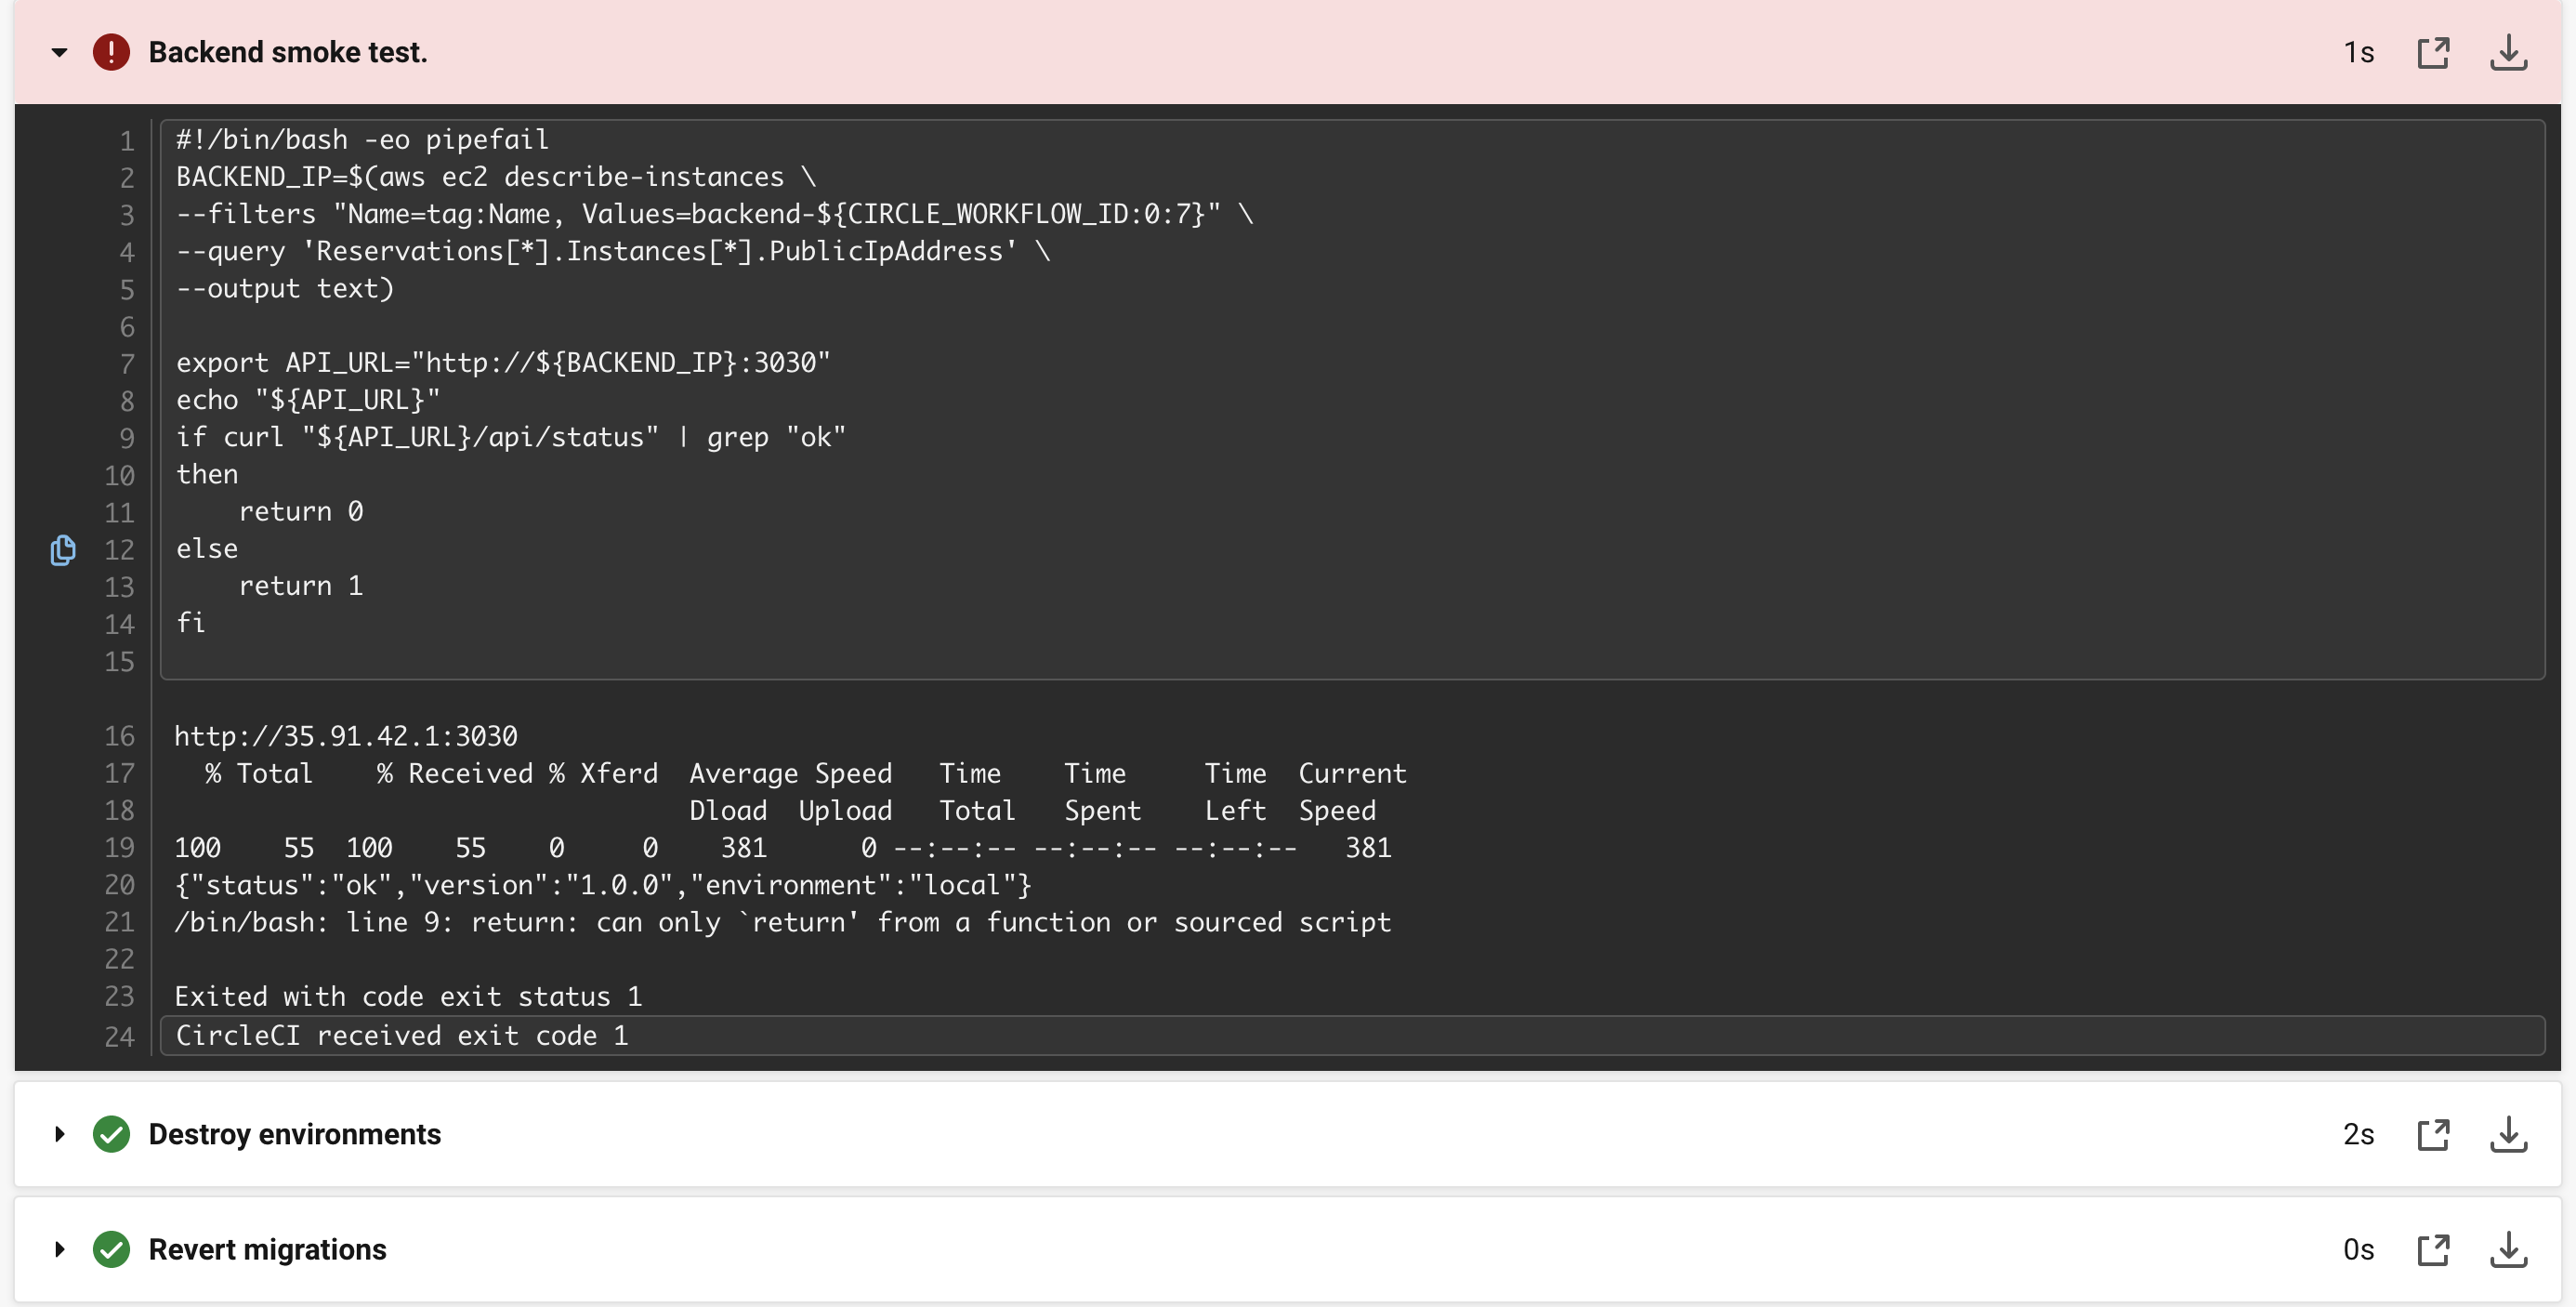 Backend smoke test.
1s
1 #!/bin/bash -eo pipefail
2 BACKEND_IP=$(aws ec2 describe-instances \
3 --filters "Name=tag:Name, Values=backend-${CIRCLE_WORKFLOW_ID:0:7}" \
4 --query 'Reservations[*].Instances[*].PublicIpAddress' \
5 --output text)
6
7 export API_URL="http://${BACKEND_IP}:3030"
8 echo "${API_URL}"
9 if curl "${API_URL}/api/status" | grep "ok"
10 then
11     return 0
12 else
13     return 1
14 fi
15
16 http://35.91.42.1:3030
17   % Total    % Received % Xferd  Average Speed   Time    Time     Time  Current
18                                  Dload  Upload   Total   Spent    Left  Speed
19 100    55  100    55    0     0    381      0 --:--:-- --:--:-- --:--:--   381
20 {"status":"ok","version":"1.0.0","environment":"local"}
21 /bin/bash: line 9: return: can only `return' from a function or sourced script
22
23 Exited with code exit status 1
24 CircleCI received exit code 1
Destroy environments
2s
Revert migrations
0s